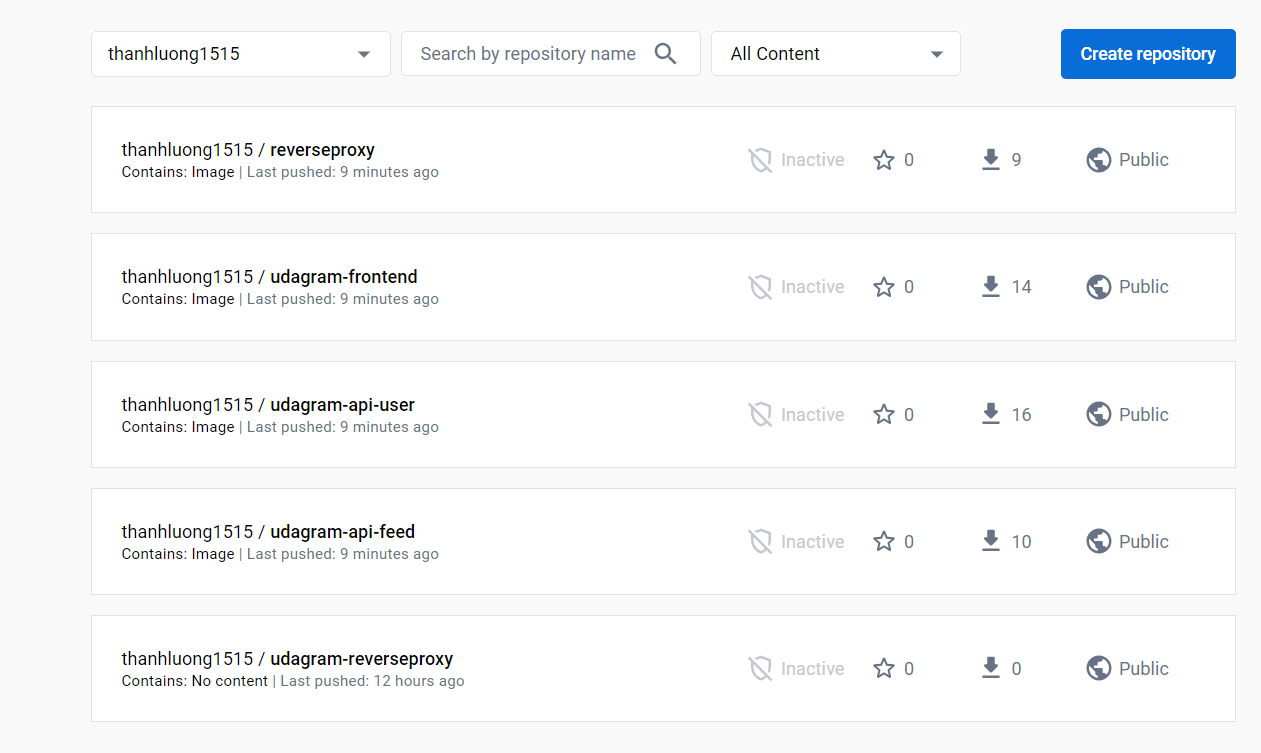 thanhluong1515
Search by repository name
All Content
Create repository
thanhluong1515 / reverseproxy
Contains: Image | Last pushed: 9 minutes ago
Inactive
0
9
Public
thanhluong1515 / udagram-frontend
Contains: Image | Last pushed: 9 minutes ago
Inactive
0
14
Public
thanhluong1515 / udagram-api-user
Contains: Image | Last pushed: 9 minutes ago
Inactive
0
16
Public
thanhluong1515 / udagram-api-feed
Contains: Image | Last pushed: 9 minutes ago
Inactive
0
10
Public
thanhluong1515 / udagram-reverseproxy
Contains: No content | Last pushed: 12 hours ago
Inactive
0
0
Public